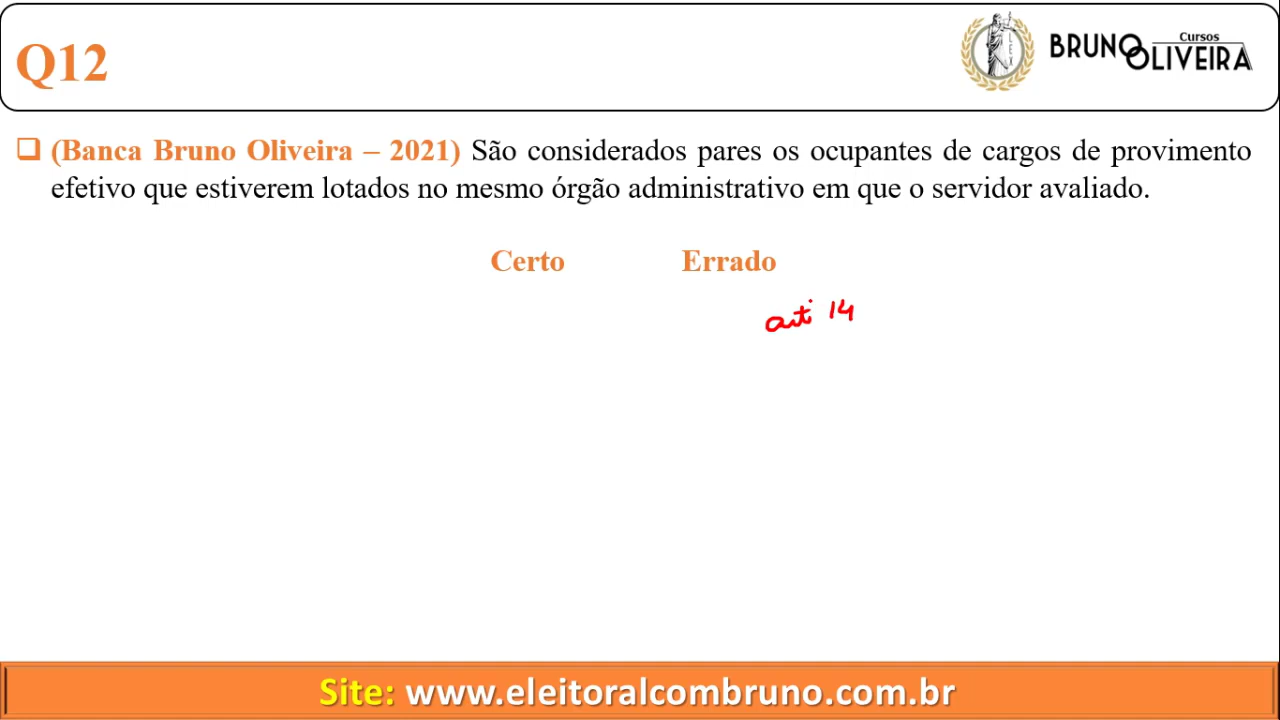 Q12
Cursos
BRUNO
OLIVEIRA
❑ (Banca Bruno Oliveira – 2021) São considerados pares os ocupantes de cargos de provimento
efetivo que estiverem lotados no mesmo órgão administrativo em que o servidor avaliado.
Certo Errado
art 14
Site: www.eleitoralcombruno.com.br